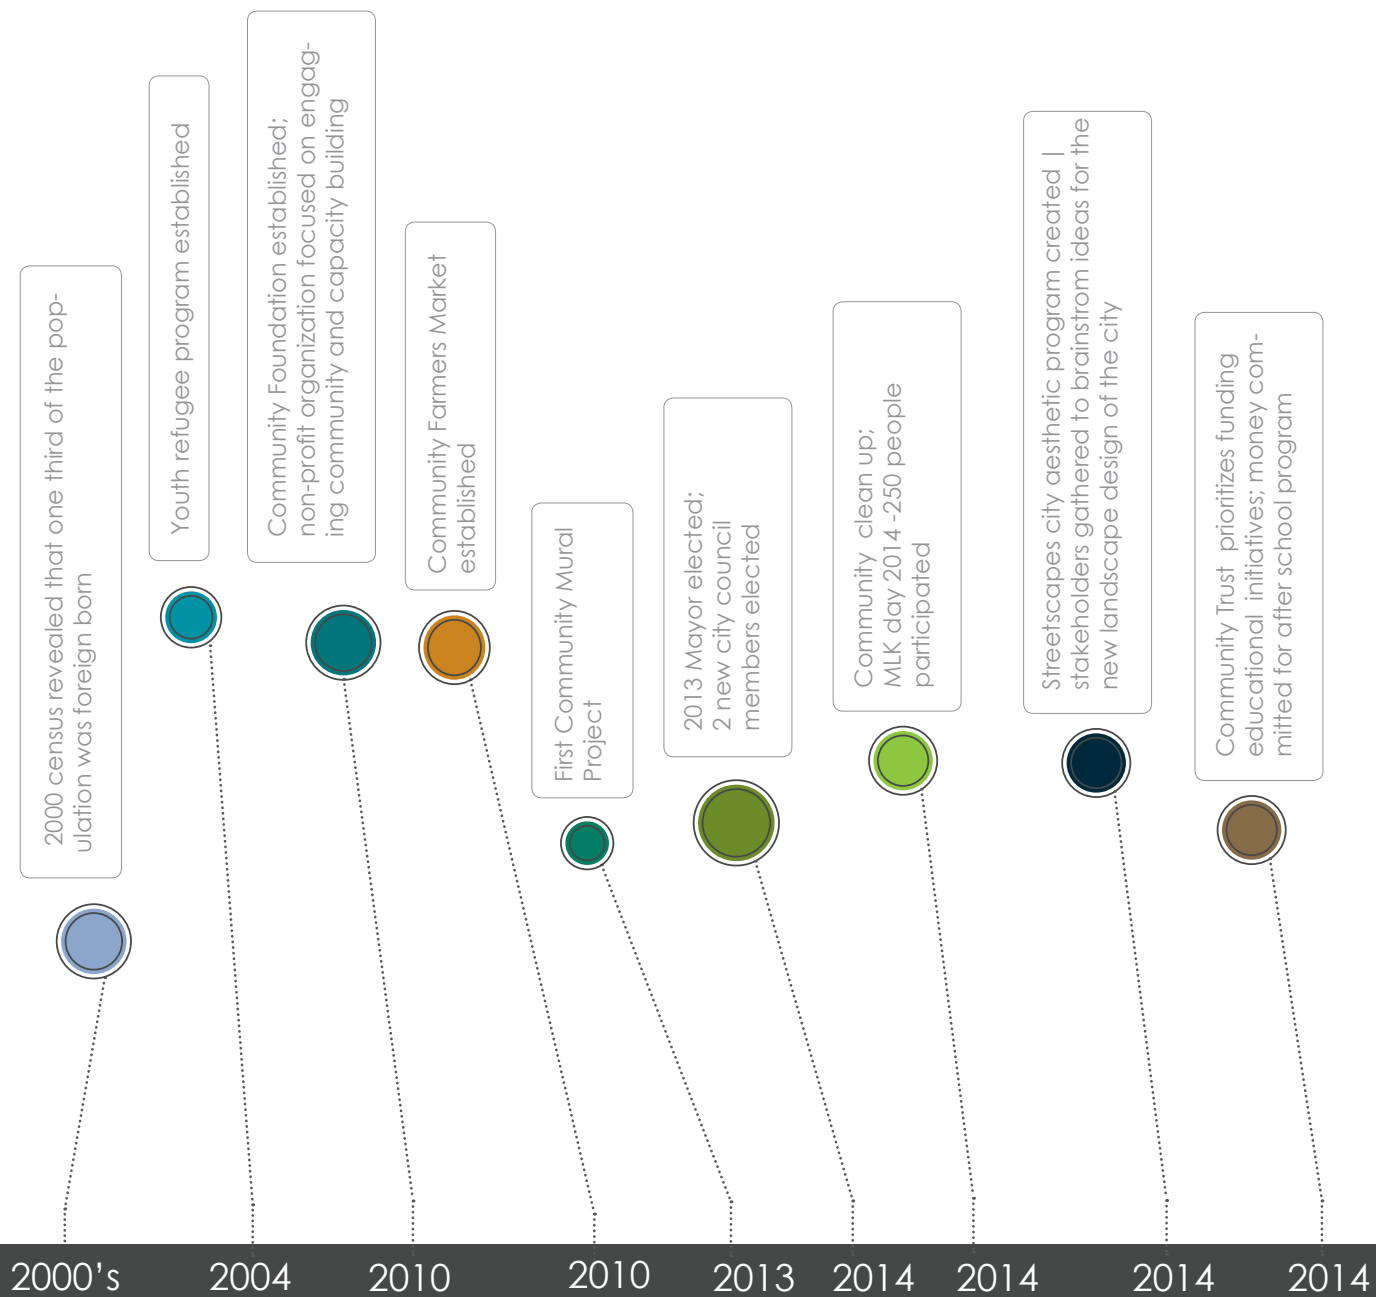 2000 census revealed that one third of the pop-
ulation was foreign born
Youth refugee program established
Community Foundation established;
non-profit organization focused on engag-
ing community and capacity building
Community Farmers Market
established
First Community Mural
Project
2013 Mayor elected;
2 new city council
members elected
Community clean up;
MLK day 2014 -250 people
participated
Streetscapes city aesthetic program created |
stakeholders gathered to brainstrom ideas for the
new landscape design of the city
Community Trust prioritizes funding
educational initiatives; money com-
mitted for after school program
2000's
2004
2010
2010
2013
2014
2014
2014
2014